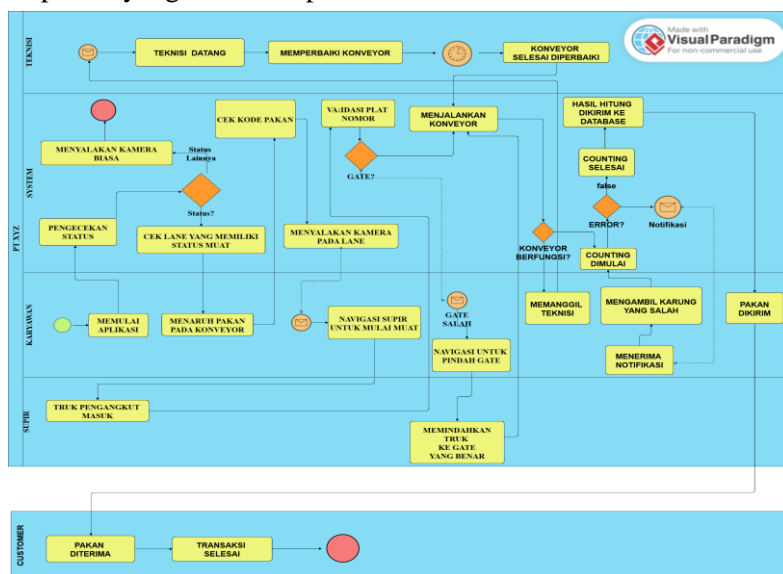 Made with
VisualParadigm
For non-commercial use
TEKNISI
TEKNISI DATANG
MEMPERBAIKI KONVEYOR
KONVEYOR
SELESAI DIPERBAIKI
PT XYZ
SYSTEM
MENYALAKAN KAMERA
BIASA
Status
Lainnya
Status?
PENGECEKAN
STATUS
CEK LANE YANG MEMILIKI
STATUS MUAT
CEK KODE PAKAN
VA:IDASI PLAT
NOMOR
GATE?
MENYALAKAN KAMERA
PADA LANE
MENJALANKAN
KONVEYOR
KONVEYOR
BERFUNGSI?
HASIL HITUNG
DIKIRIM KE
DATABASE
COUNTING
SELESAI
false
ERROR?
Notifikasi
COUNTING
DIMULAI
KARYAWAN
MEMULAI
APLIKASI
MENARUH PAKAN
PADA KONVEYOR
NAVIGASI SUPIR
UNTUK MULAI MUAT
GATE
SALAH
NAVIGASI UNTUK
PINDAH GATE
MEMANGGIL
TEKNISI
MENGAMBIL KARUNG
YANG SALAH
MENERIMA
NOTIFIKASI
PAKAN
DIKIRIM
SUPIR
TRUK PENGANGKUT
MASUK
MEMINDAHKAN
TRUK
KE GATE
YANG BENAR
CUSTOMER
PAKAN
DITERIMA
TRANSAKSI
SELESAI